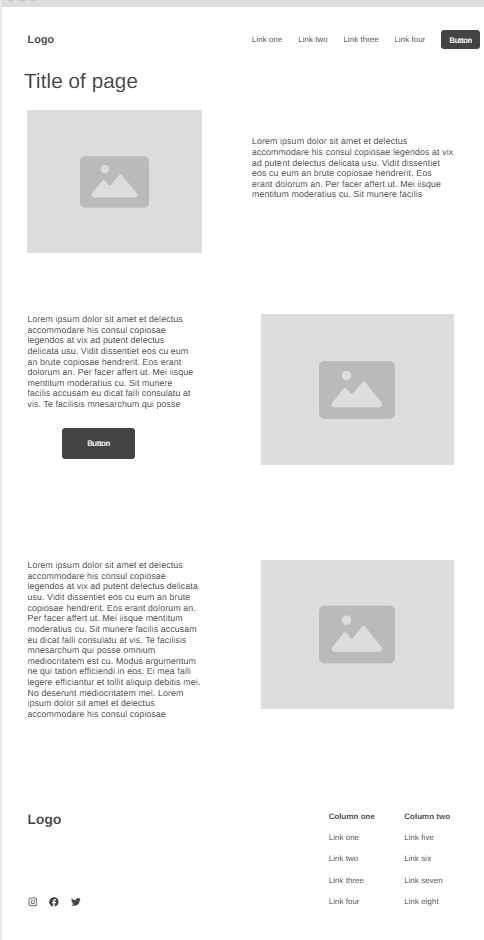 Logo
Link one Link two Link three Link four Button
Title of page
Lorem ipsum dolor sit amet et delectus
accommodare his consul copiosae legendos at vix
ad putent delectus delicata usu. Vidit dissentiet
eos cu eum an brute copiosae hendrerit. Eos
erant dolorum an. Per facer affert ut. Mei iisque
mentitum moderatius cu. Sit munere facilis
Lorem ipsum dolor sit amet et delectus
accommodare his consul copiosae
legendos at vix ad putent delectus
delicata usu. Vidit dissentiet eos cu eum
an brute copiosae hendrerit. Eos erant
dolorum an. Per facer affert ut. Mei iisque
mentitum moderatius cu. Sit munere
facilis accusam eu dicat falli consulatu at
vis. Te facilisis mnesarchum qui posse
Button
Lorem ipsum dolor sit amet et delectus
accommodare his consul copiosae
legendos at vix ad putent delectus delicata
usu. Vidit dissentiet eos cu eum an brute
copiosae hendrerit. Eos erant dolorum an.
Per facer affert ut. Mei iisque mentitum
moderatius cu. Sit munere facilis accusam
eu dicat falli consulatu at vis. Te facilisis
mnesarchum qui posse omnium
mediocritatem est cu. Modus argumentum
ne qui tation efficiendi in eos. Ei mea falli
legere efficiantur et tollit aliquip debitis mei.
No deserunt mediocritatem mel. Lorem
ipsum dolor sit amet et delectus
accommodare his consul copiosae
Logo
Column one
Link one
Link two
Link three
Link four
Column two
Link five
Link six
Link seven
Link eight